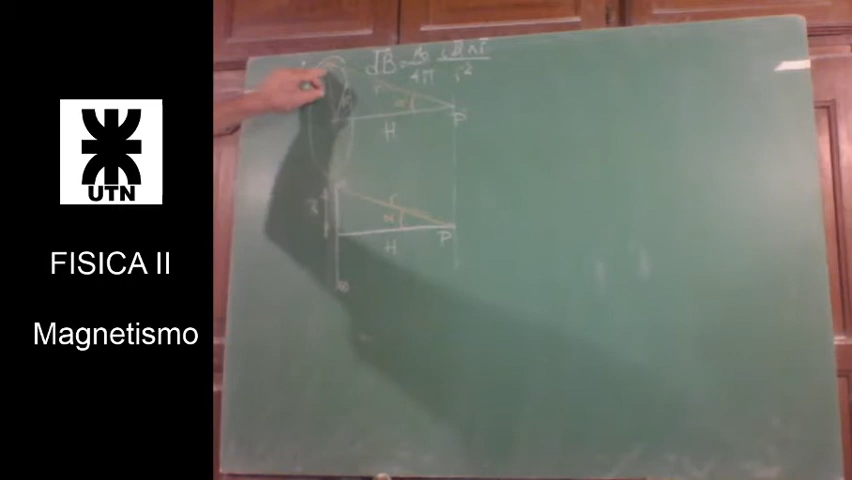 UTN
FISICA II
Magnetismo
i
dB = μ0/4π i dl ∧ r̄ / r²
r
R
α
P
H
r
R
α
H
P